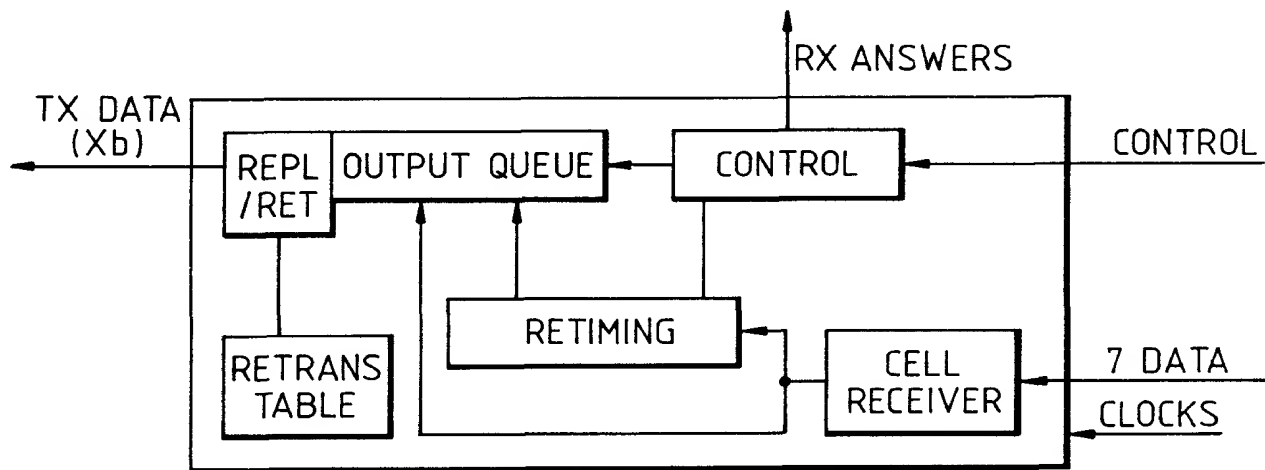 RX ANSWERS
TX DATA
(Xb)
CONTROL
REPL
/RET
OUTPUT QUEUE
CONTROL
RETIMING
RETRANS
TABLE
CELL
RECEIVER
7 DATA
CLOCKS